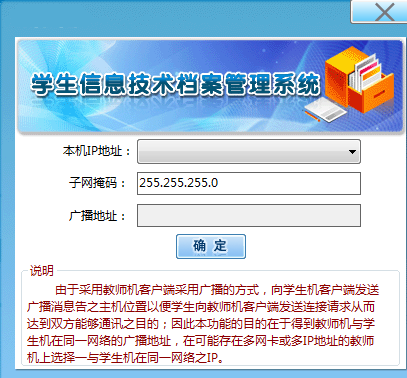 学生信息技术档案管理系统
本机IP地址：
子网掩码： 255.255.255.0
广播地址：
确 定
说明
由于采用教师机客户端采用广播的方式，向学生机客户端发送
广播消息告之主机位置以便学生向教师机客户端发送连接请求从而
达到双方能够通讯之目的；因此本功能的目的在于得到教师机与学
生机在同一网络的广播地址，在可能存在多网卡或多IP地址的教师
机上选择一与学生机在同一网络之IP。